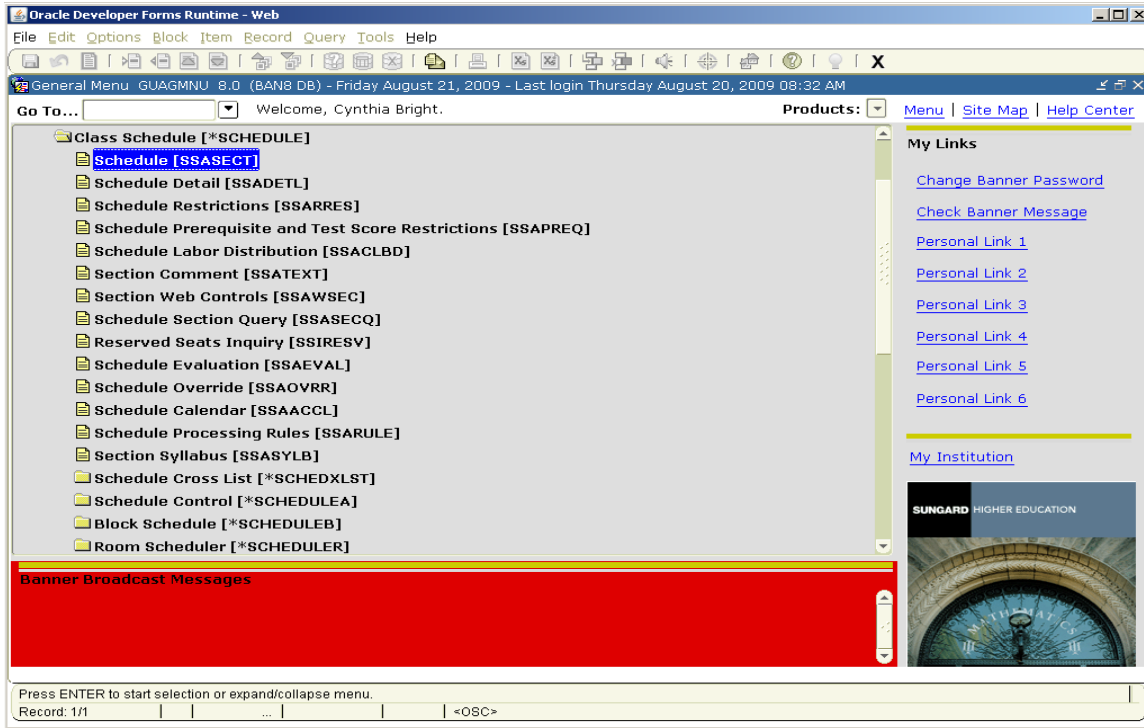 Oracle Developer Forms Runtime - Web
File Edit Options Block Item Record Query Tools Help
X
General Menu GUAGMNU 8.0 (BAN8 DB) - Friday August 21, 2009 - Last login Thursday August 20, 2009 08:32 AM
Go To... Welcome, Cynthia Bright. Products: Menu | Site Map | Help Center
Class Schedule [*SCHEDULE]
Schedule [SSASECT]
Schedule Detail [SSADETL]
Schedule Restrictions [SSARRES]
Schedule Prerequisite and Test Score Restrictions [SSAPREQ]
Schedule Labor Distribution [SSACLBD]
Section Comment [SSATEXT]
Section Web Controls [SSAWSEC]
Schedule Section Query [SSASECQ]
Reserved Seats Inquiry [SSIRESV]
Schedule Evaluation [SSAEVAL]
Schedule Override [SSAOVRR]
Schedule Calendar [SSAACCL]
Schedule Processing Rules [SSARULE]
Section Syllabus [SSASYLB]
Schedule Cross List [*SCHEDXLST]
Schedule Control [*SCHEDULEA]
Block Schedule [*SCHEDULEB]
Room Scheduler [*SCHEDULER]
My Links
Change Banner Password
Check Banner Message
Personal Link 1
Personal Link 2
Personal Link 3
Personal Link 4
Personal Link 5
Personal Link 6
My Institution
SUNGARD HIGHER EDUCATION
MATHEMATICS
Banner Broadcast Messages
Press ENTER to start selection or expand/collapse menu.
Record: 1/1 | | ... | | | <OSC>